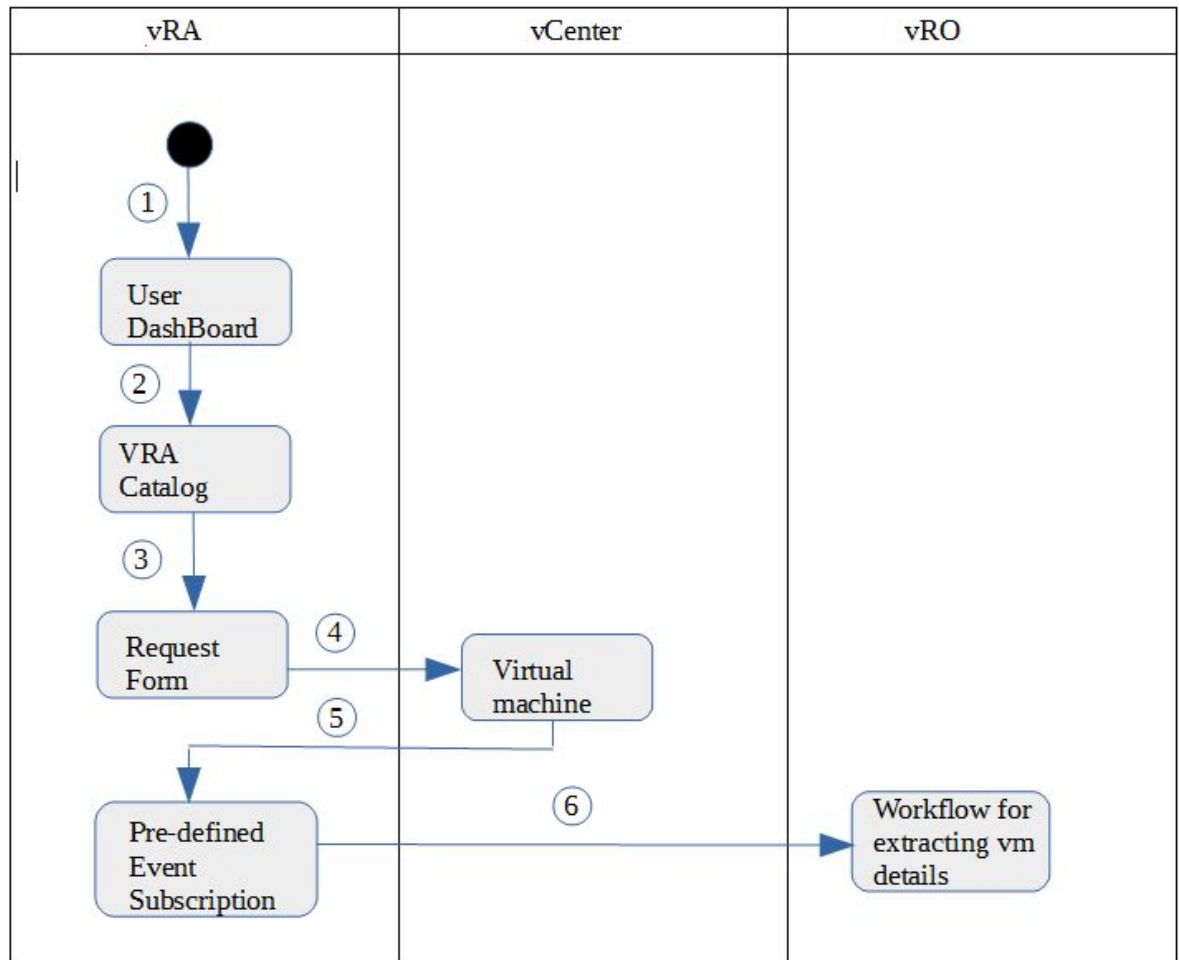 vRA
vCenter
vRO
1
User
DashBoard
2
VRA
Catalog
3
Request
Form
4
Virtual
machine
5
Pre-defined
Event
Subscription
6
Workflow for
extracting vm
details